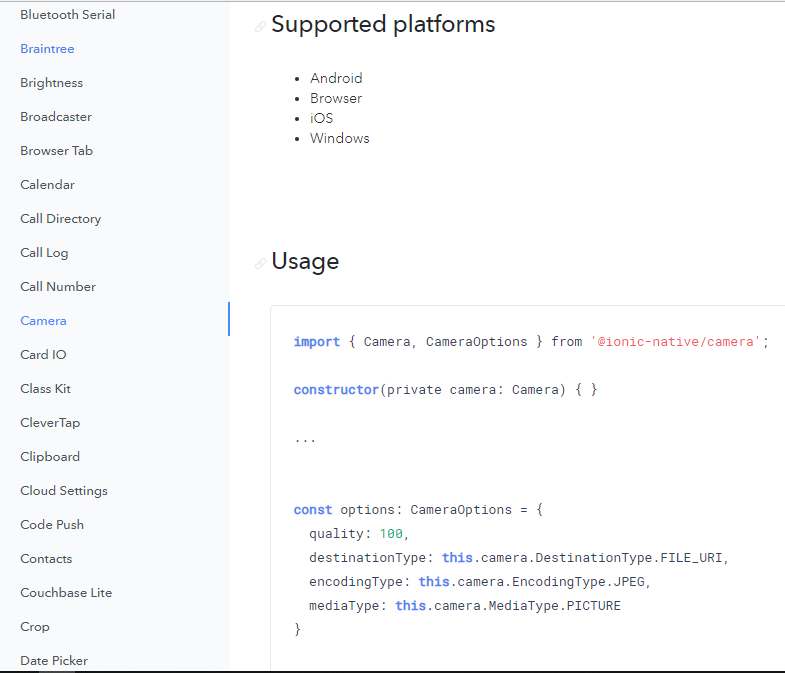 Bluetooth Serial
Braintree
Brightness
Broadcaster
Browser Tab
Calendar
Call Directory
Call Log
Call Number
Camera
Card IO
Class Kit
CleverTap
Clipboard
Cloud Settings
Code Push
Contacts
Couchbase Lite
Crop
Date Picker
Supported platforms
• Android
• Browser
• iOS
• Windows
Usage
import { Camera, CameraOptions } from '@ionic-native/camera';
constructor(private camera: Camera) { }
...
const options: CameraOptions = {
  quality: 100,
  destinationType: this.camera.DestinationType.FILE_URI,
  encodingType: this.camera.EncodingType.JPEG,
  mediaType: this.camera.MediaType.PICTURE
}